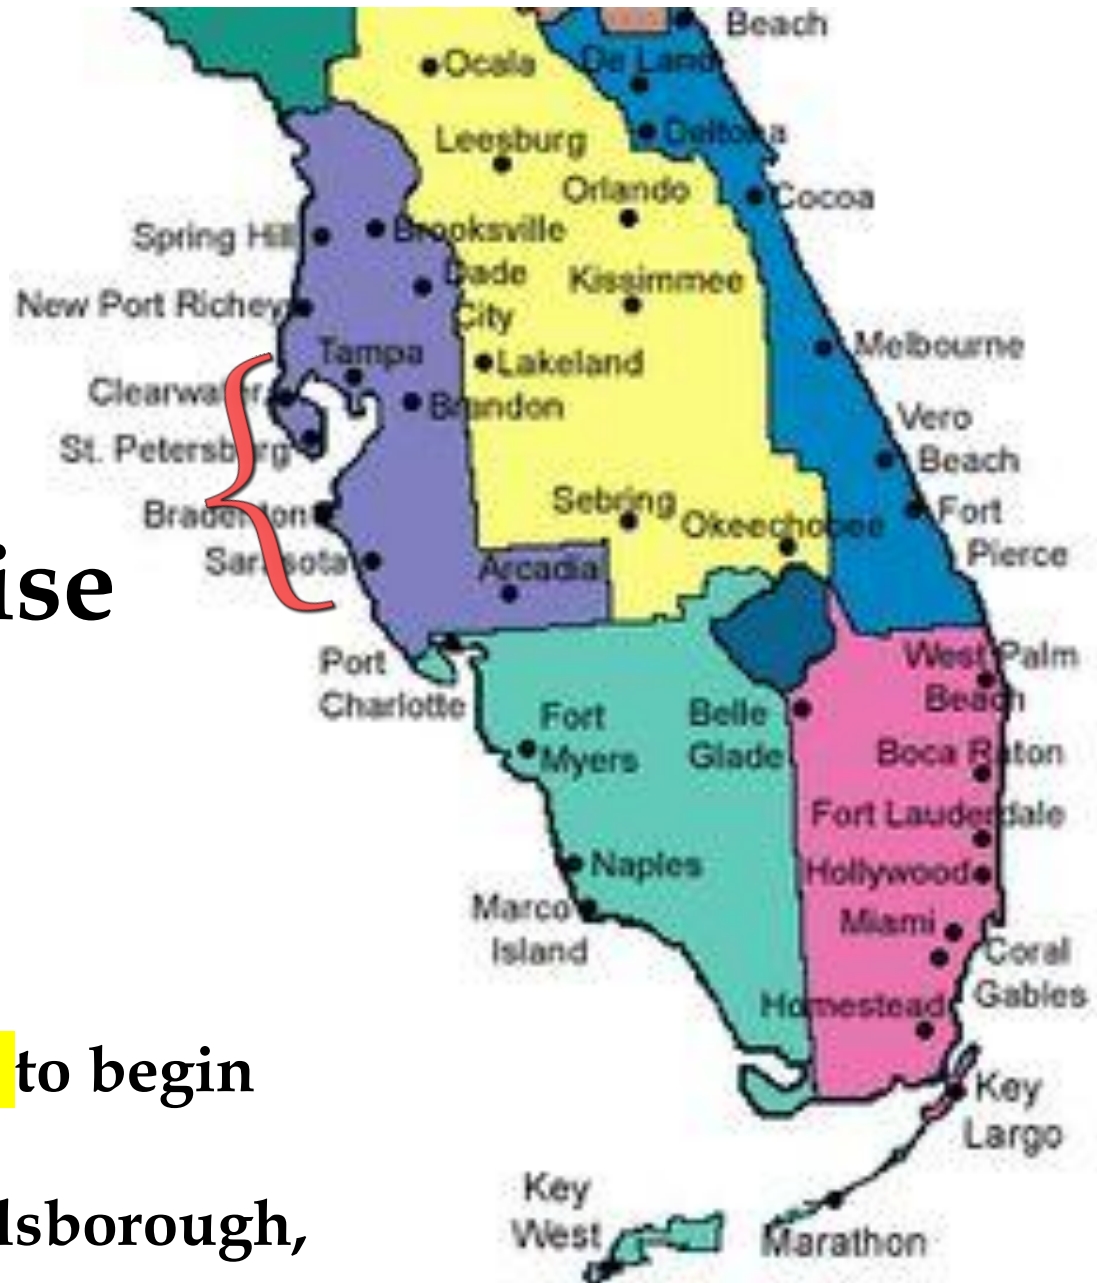 Beach
Ocala
De Land
Deltona
Leesburg
Orlando
Cocoa
Spring Hill
Brooksville
Dade
City
Kissimmee
New Port Richey
Melbourne
Tampa
Lakeland
Clearwater
Brandon
Vero
Beach
St. Petersburg
Sebring
Okeechobee
Fort
Pierce
Bradenton
Sarasota
Arcadia
ise
Port
Charlotte
West Palm
Beach
Fort
Myers
Belle
Glade
Boca Raton
Fort Lauderdale
Naples
Hollywood
Marco
Island
Miami
Coral
Gables
Homestead
to begin
Key
Largo
Key
West
lsborough,
Marathon